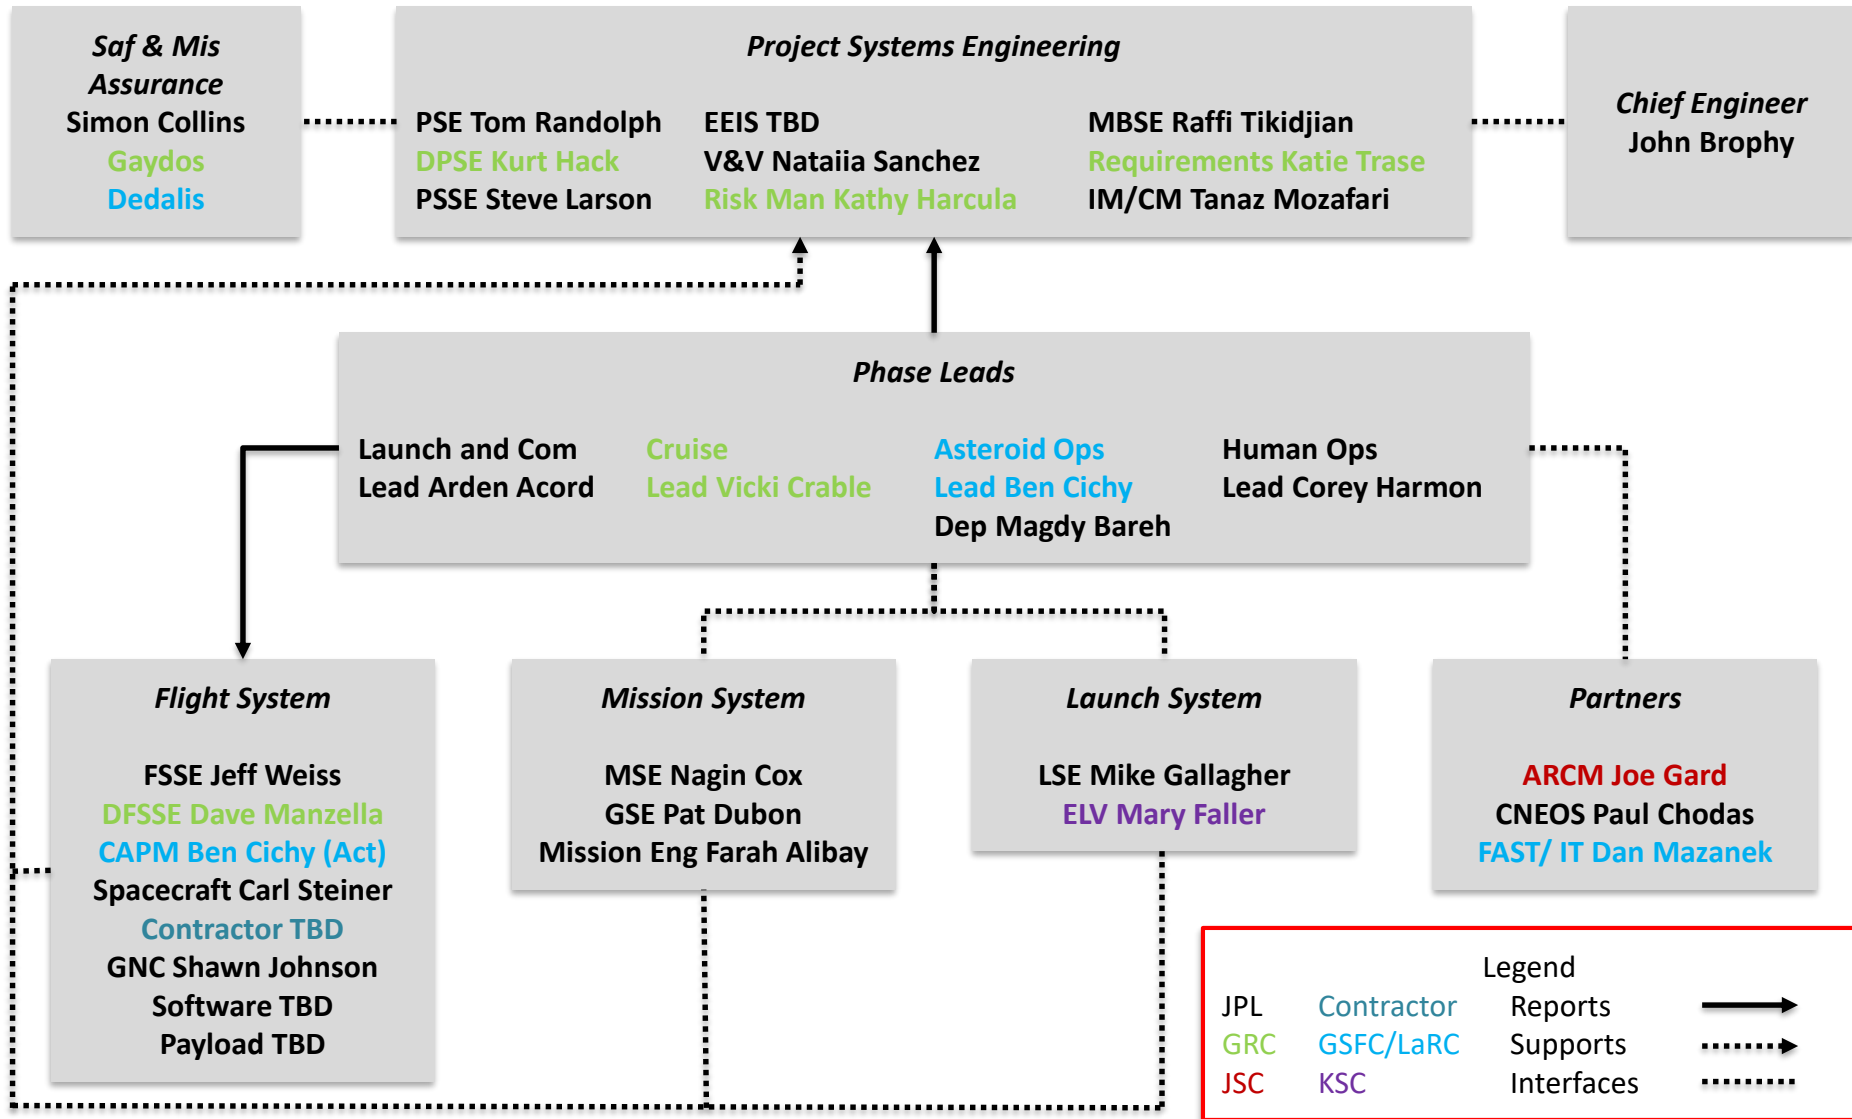 Saf & Mis
Assurance
Simon Collins
Gaydos
Dedalis
Project Systems Engineering
PSE Tom Randolph
DPSE Kurt Hack
PSSE Steve Larson
EEIS TBD
V&V Nataiia Sanchez
Risk Man Kathy Harcula
MBSE Raffi Tikidjian
Requirements Katie Trase
IM/CM Tanaz Mozafari
Chief Engineer
John Brophy
Phase Leads
Launch and Com
Lead Arden Acord
Cruise
Lead Vicki Crable
Asteroid Ops
Lead Ben Cichy
Dep Magdy Bareh
Human Ops
Lead Corey Harmon
Flight System
FSSE Jeff Weiss
DFSSE Dave Manzella
CAPM Ben Cichy (Act)
Spacecraft Carl Steiner
Contractor TBD
GNC Shawn Johnson
Software TBD
Payload TBD
Mission System
MSE Nagin Cox
GSE Pat Dubon
Mission Eng Farah Alibay
Launch System
LSE Mike Gallagher
ELV Mary Faller
Partners
ARCM Joe Gard
CNEOS Paul Chodas
FAST/ IT Dan Mazanek
Legend
JPL Contractor Reports
GRC GSFC/LaRC Supports
JSC KSC Interfaces